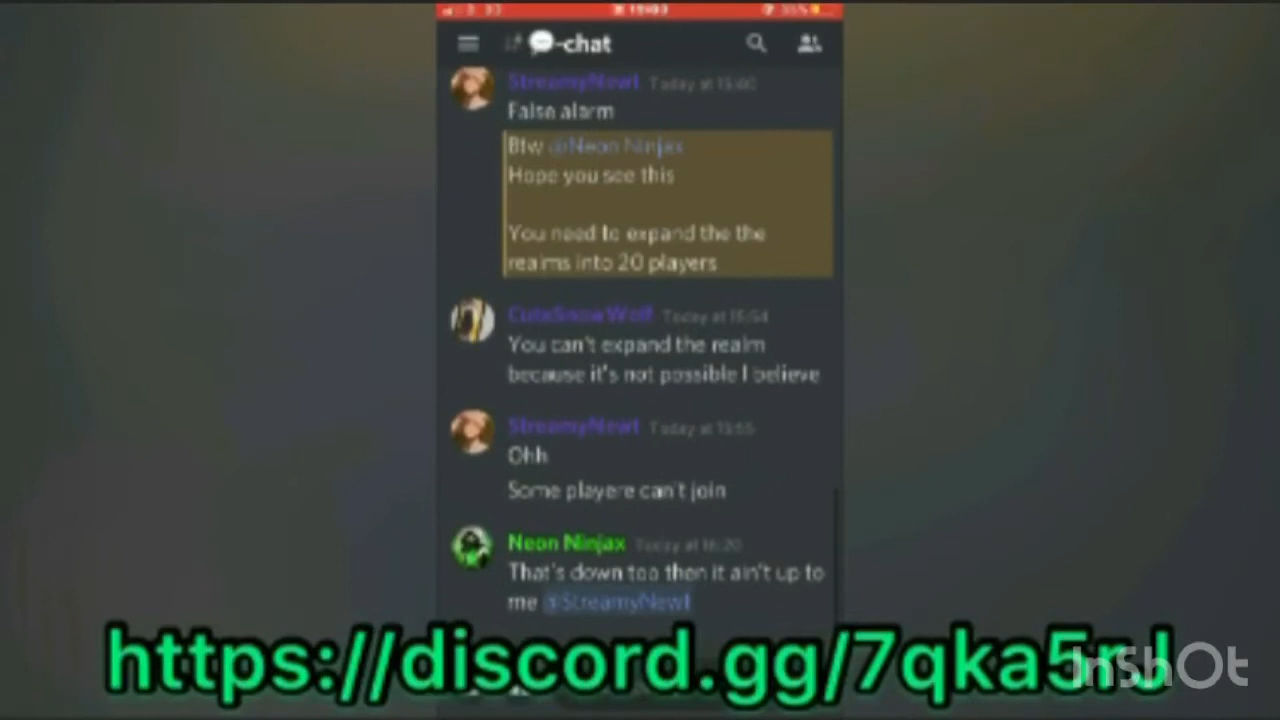 -chat
StreamyNewt Today at 15:40
False alarm
Btw @Neon Ninjax
Hope you see this
You need to expand the the
realms into 20 players
CuteSnowWolf Today at 15:54
You can't expand the realm
because it's not possible I believe
StreamyNewt Today at 15:55
Ohh
Some playere can't join
Neon Ninjax Today at 16:20
That's down too then it ain't up to
me @StreamyNewt
https://discord.gg/7qka5rJ
InShOt